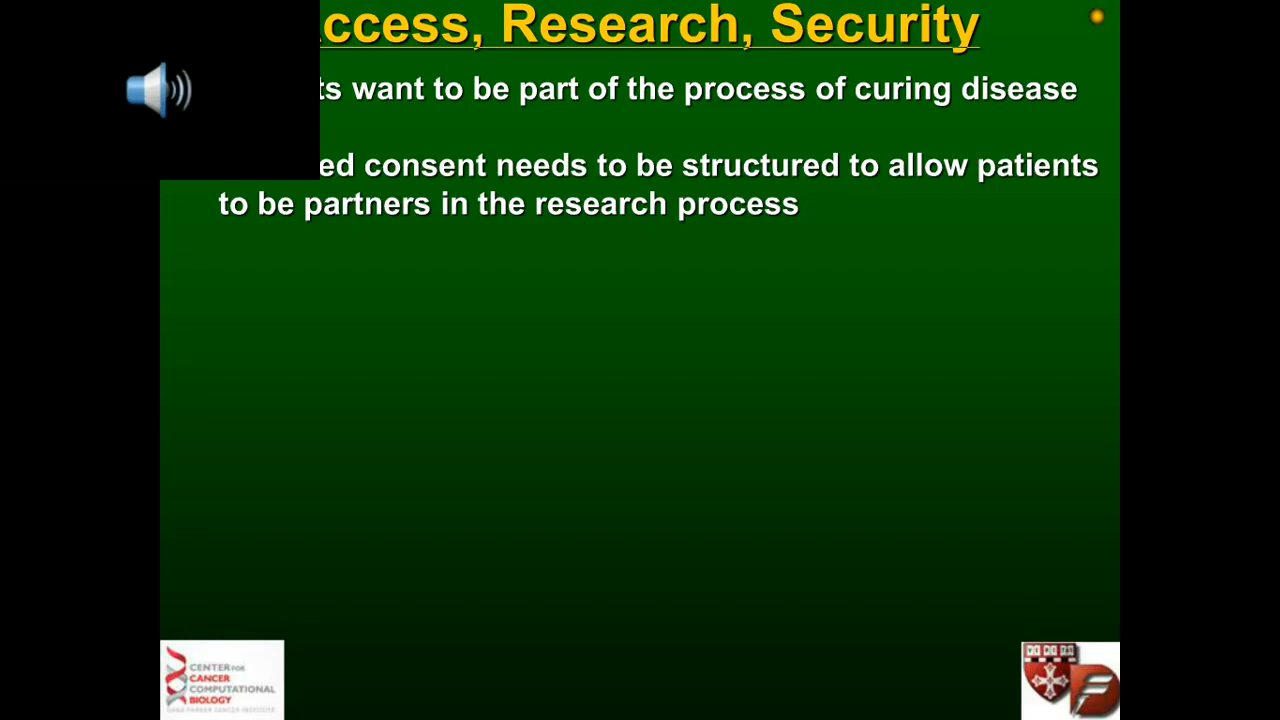 ccess, Research, Security
ts want to be part of the process of curing disease
ed consent needs to be structured to allow patients
to be partners in the research process
CENTER FOR
CANCER
COMPUTATIONAL
BIOLOGY